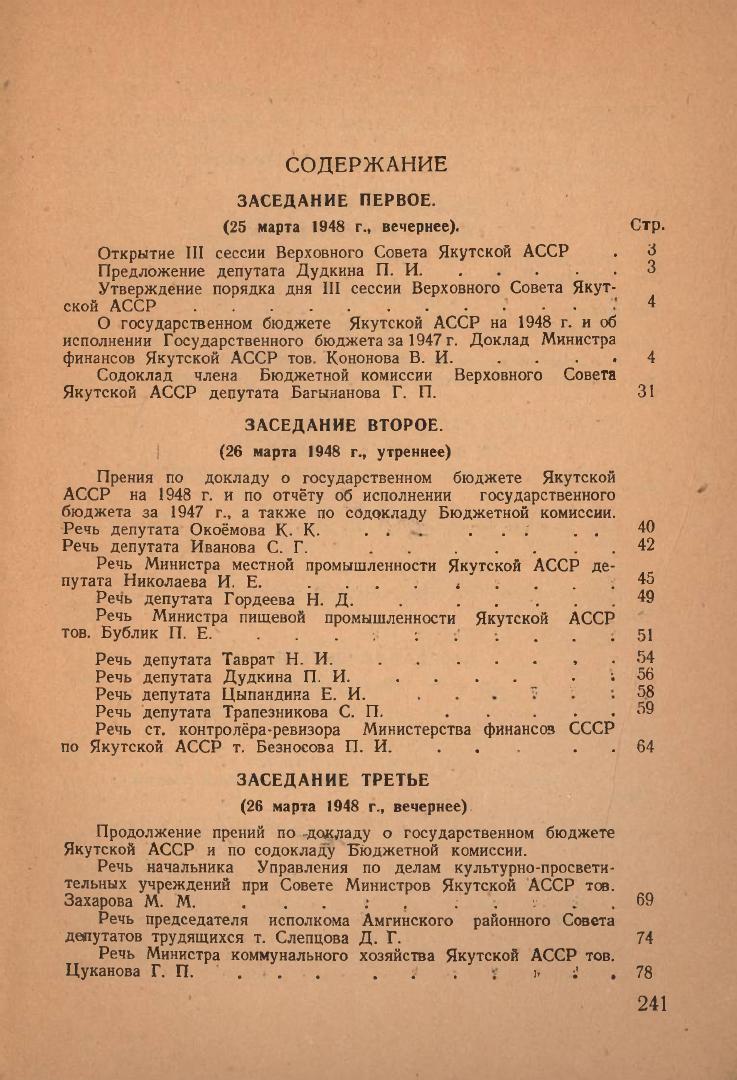 СОДЕРЖАНИЕ
ЗАСЕДАНИЕ ПЕРВОЕ.
(25 марта 1948 г., вечернее). Стр.
Открытие III сессии Верховного Совета Якутской АССР . 3
Предложение депутата Дудкина П. И. . . . . . 3
Утверждение порядка дня III сессии Верховного Совета Якут-
ской АССР . . . . . . . . . . . . 4
О государственном бюджете Якутской АССР на 1948 г. и об
исполнении Государственного бюджета за 1947 г. Доклад Министра
финансов Якутской АССР тов. Кононова В. И. . . . . 4
Содоклад члена Бюджетной комиссии Верховного Совета
Якутской АССР депутата Багынанова Г. П. 31
ЗАСЕДАНИЕ ВТОРОЕ.
(26 марта 1948 г., утреннее)
Прения по докладу о государственном бюджете Якутской
АССР на 1948 г. и по отчёту об исполнении государственного
бюджета за 1947 г., а также по содокладу Бюджетной комиссии.
Речь депутата Окоёмова К. К. . . . . . . . . 40
Речь депутата Иванова С. Г. . . . . . . . 42
Речь Министра местной промышленности Якутской АССР де-
путата Николаева И. Е. . . . . . . . . . 45
Речь депутата Гордеева Н. Д. . . . . . . 49
Речь Министра пищевой промышленности Якутской АССР
тов. Бублик П. Е. . . . . . . . . . . 51
Речь депутата Таврат Н. И. . . . . . . . 54
Речь депутата Дудкина П. И. . . . . . . 56
Речь депутата Цыпандина Е. И. . . . . . . 58
Речь депутата Трапезникова С. П. . . . . . 59
Речь ст. контролёра-ревизора Министерства финансов СССР
по Якутской АССР т. Безносова П. И. . . . . . 64
ЗАСЕДАНИЕ ТРЕТЬЕ
(26 марта 1948 г., вечернее)
Продолжение прений по докладу о государственном бюджете
Якутской АССР и по содокладу Бюджетной комиссии.
Речь начальника Управления по делам культурно-просвети-
тельных учреждений при Совете Министров Якутской АССР тов.
Захарова М. М. . . . . . . . . . . 69
Речь председателя исполкома Амгинского районного Совета
депутатов трудящихся т. Слепцова Д. Г. 74
Речь Министра коммунального хозяйства Якутской АССР тов.
Цуканова Г. П. . . . . . . . . . . . 78
241